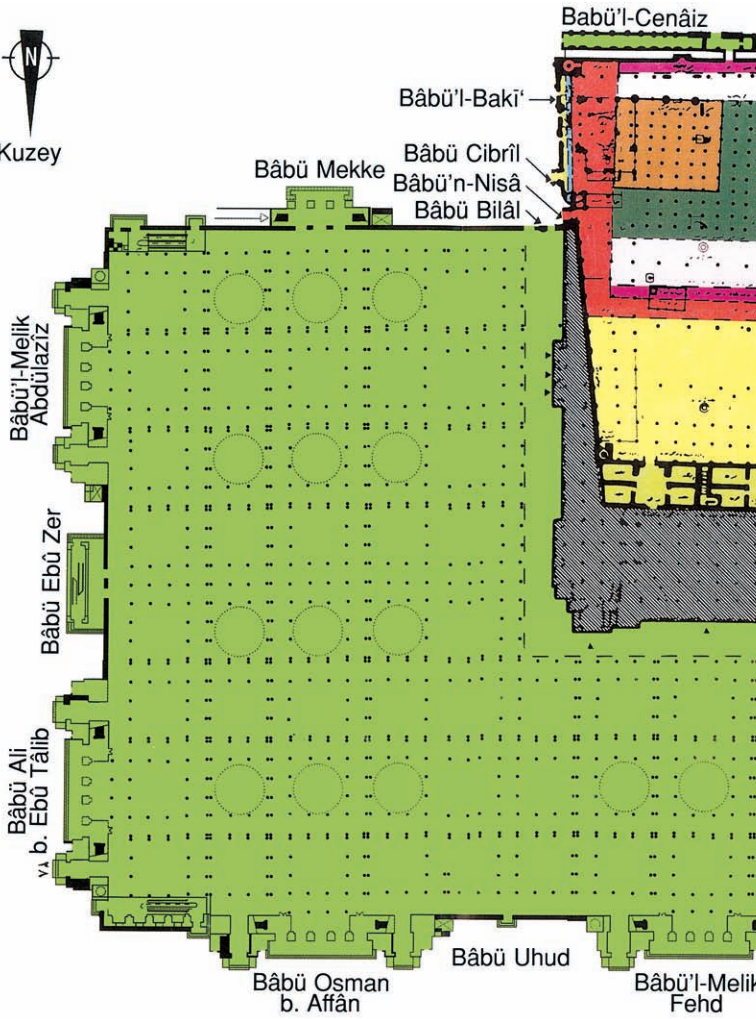 Babü'l-Cenâiz
N
Kuzey
Bâbü'l-Bakī‘
Bâbü Cibrîl
Bâbü'n-Nisâ
Bâbü Bilâl
Bâbü Mekke
Bâbü'l-Melik
Abdülazîz
Bâbü Ebû Zer
Bâbü Ali
b. Ebû Tâlib
Bâbü Osman
b. Affân
Bâbü Uhud
Bâbü'l-Melik
Fehd